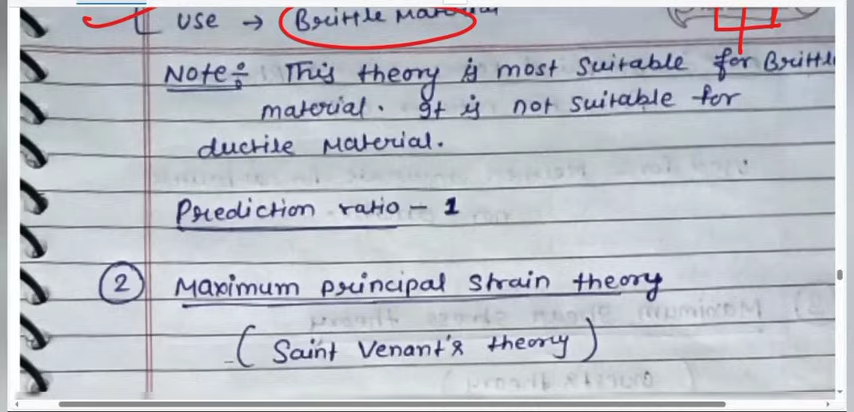 USE → Brittle Material
Note:- This theory is most suitable for Brittle
material. It is not suitable for
ductile Material.
Prediction ratio - 1
② Maximum principal strain theory
( Saint Venant's theory )